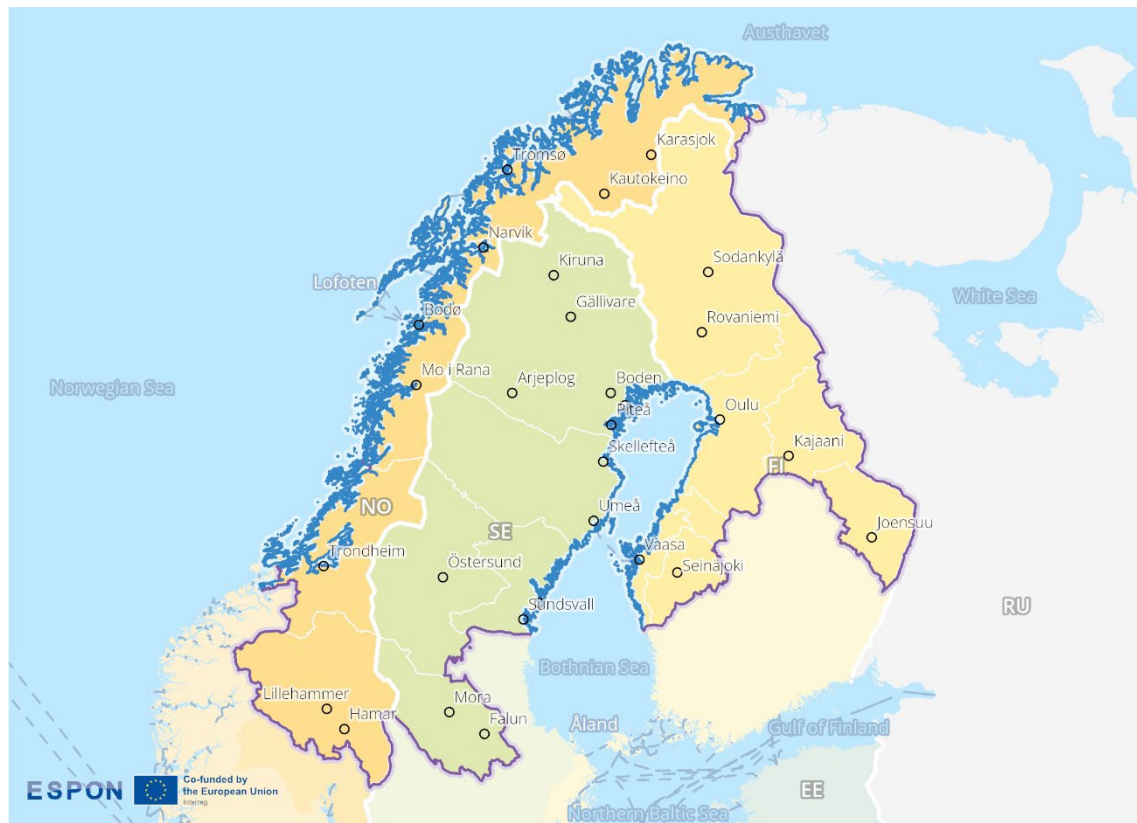 Austhavet
Karasjok
Tromsø
Kautokeino
Narvik
Kiruna
Sodankylä
Lofoten
White Sea
Gällivare
Bodø
Rovaniemi
Norwegian Sea
Mo i Rana
Arjeplog
Boden
Piteå
Oulu
Skellefteå
Kajaani
FI
NO
Umeå
SE
Joensuu
Vaasa
Trondheim
Östersund
Seinäjoki
RU
Sundsvall
Bothnian Sea
Lillehammer
Mora
Hamar
Falun
Åland
Gulf of Finland
ESPON
Co-funded by
the European Union
Interreg
EE
Northern Baltic Sea